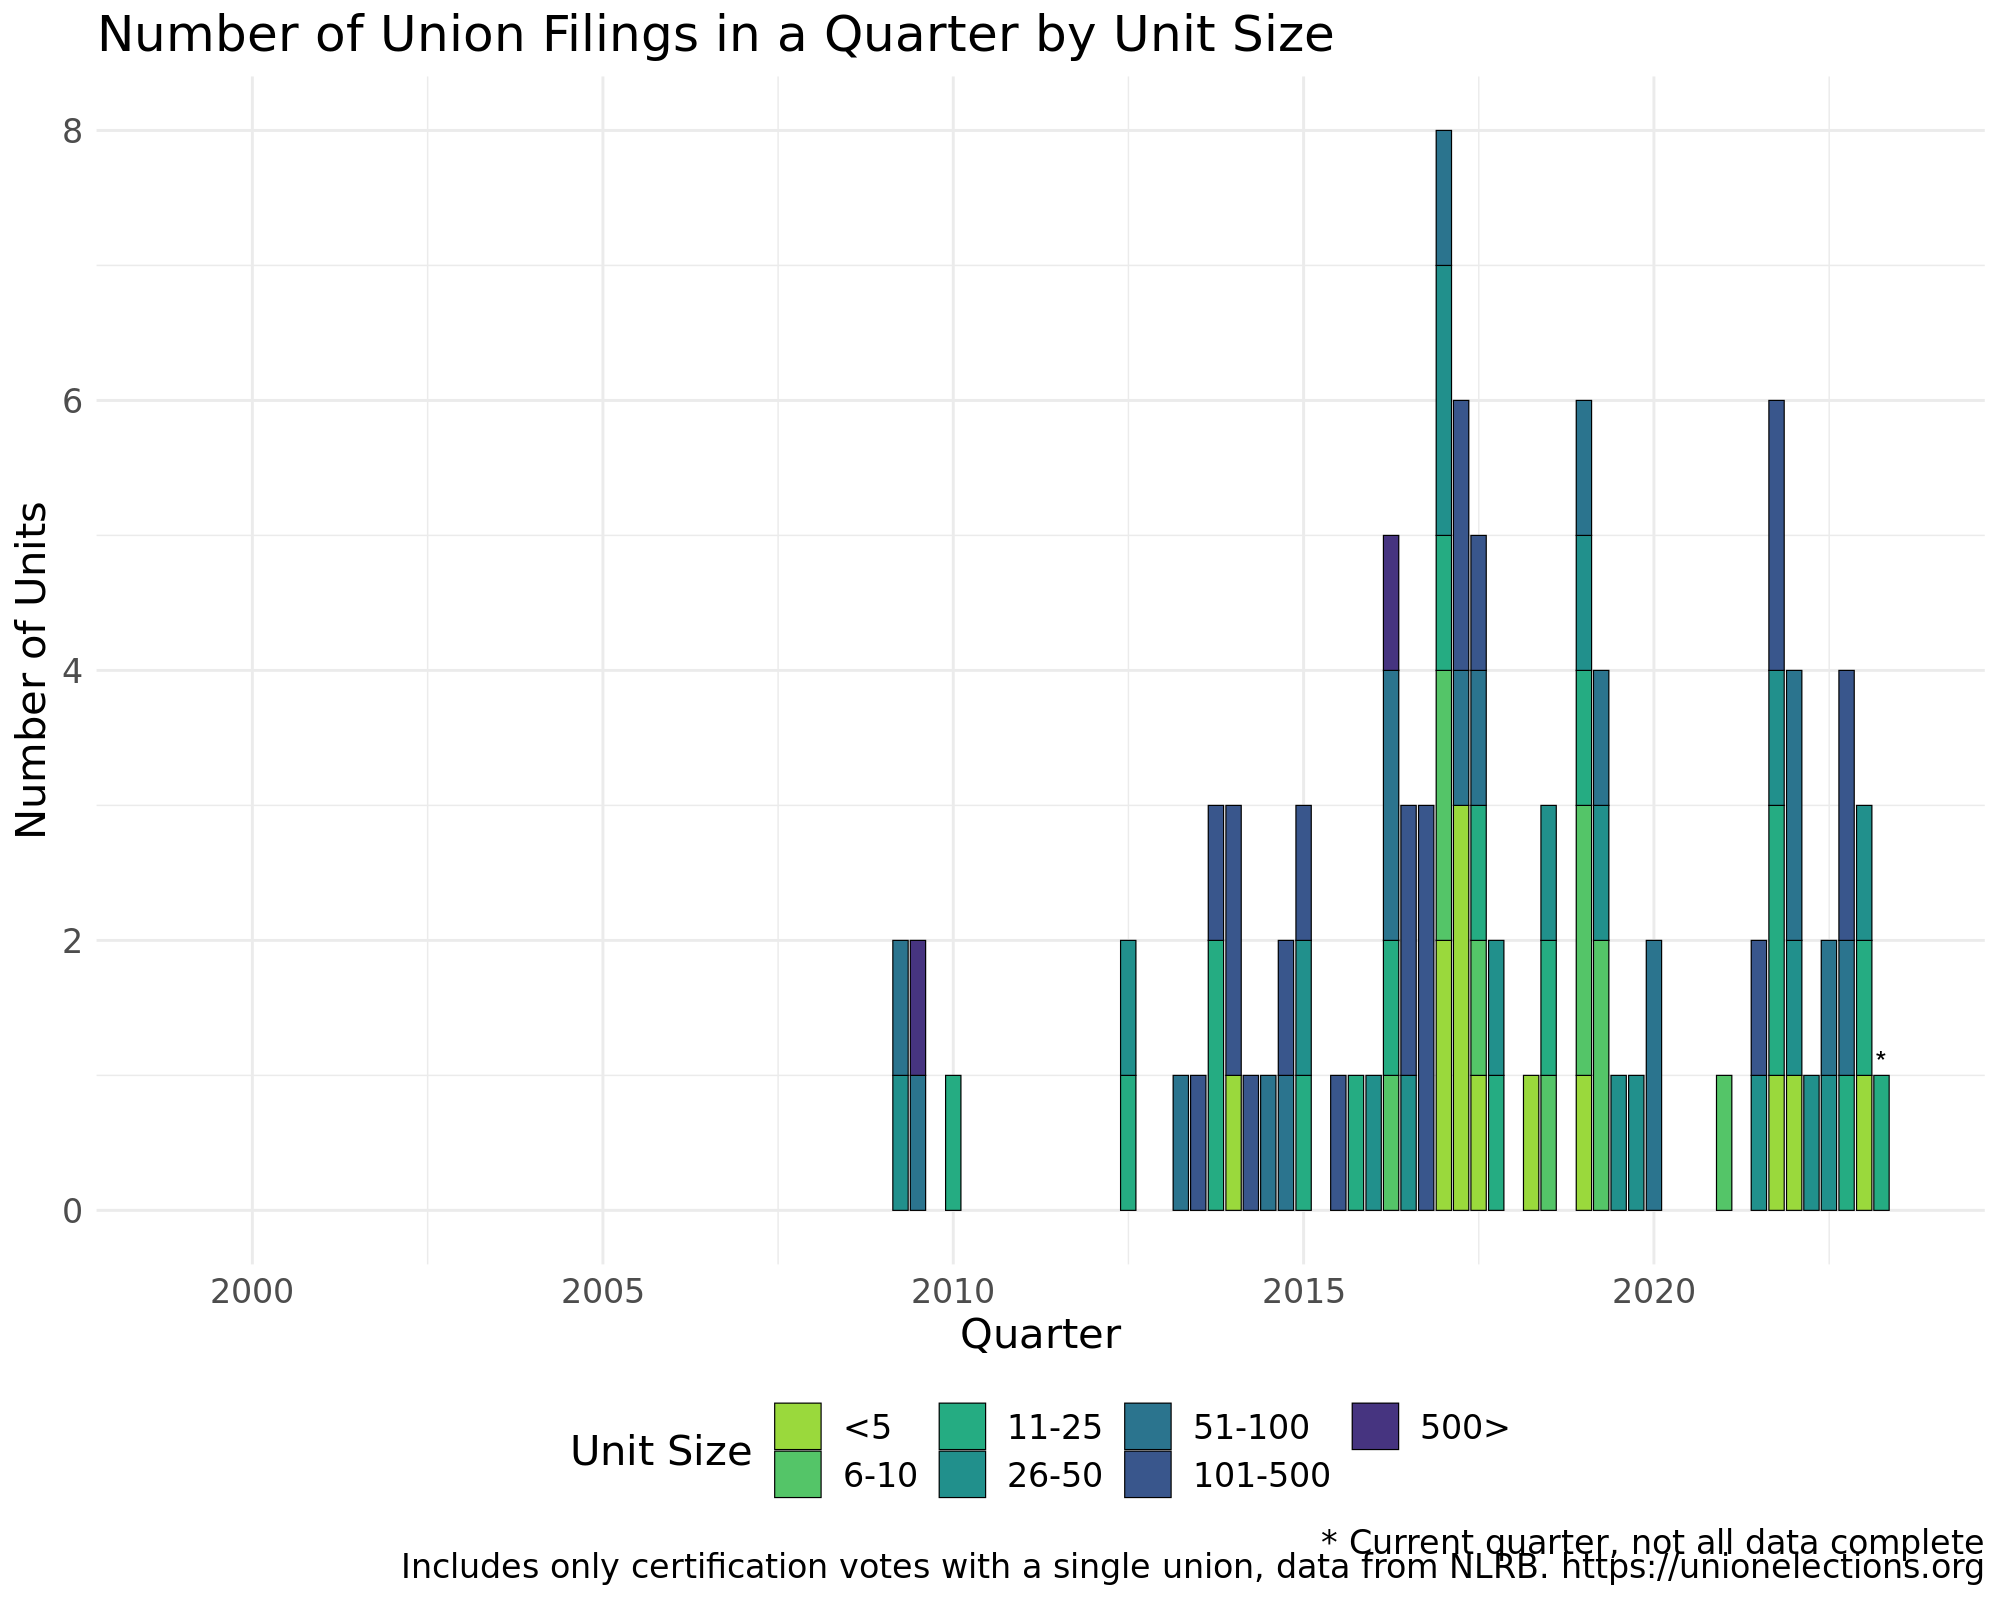 Number of Union Filings in a Quarter by Unit Size
8
6
4
2
0
Number of Units
*
2000 2005 2010 2015 2020
Quarter
Unit Size
<5 11-25 51-100 500>
6-10 26-50 101-500
* Current quarter, not all data complete
Includes only certification votes with a single union, data from NLRB. https://unionelections.org